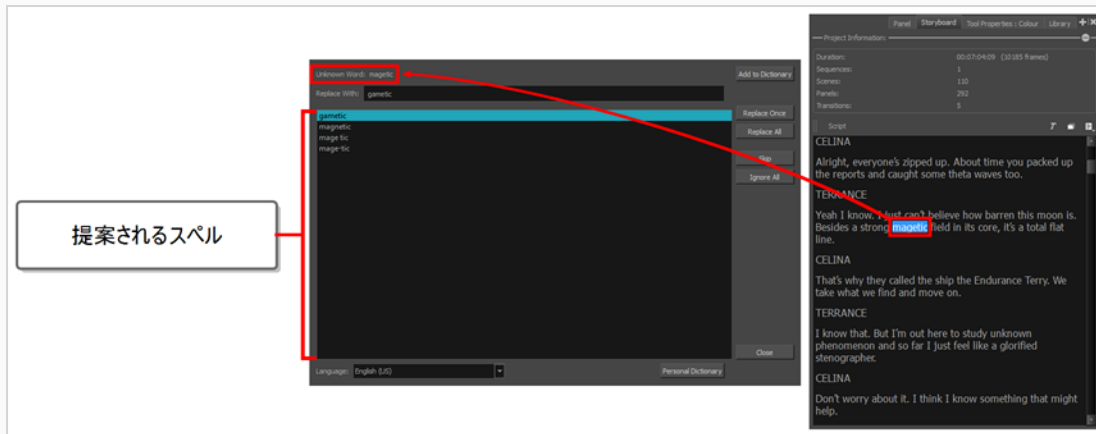 提案されるスペル
Unknown Word: magetic
Add to Dictionary
Replace With: gametic
gametic
magnetic
mage tic
mage-tic
Replace Once
Replace All
Skip
Ignore All
Close
Language: English (US)
Personal Dictionary
Panel Storyboard Tool Properties : Colour Library
Project Information:
Duration: 00:07:04:09 (10185 frames)
Sequences: 1
Scenes: 110
Panels: 292
Transitions: 5
Script
CELINA
Alright, everyone's zipped up. About time you packed up
the reports and caught some theta waves too.
TERRANCE
Yeah I know. I just can't believe how barren this moon is.
Besides a strong magetic field in its core, it's a total flat
line.
CELINA
That's why they called the ship the Endurance Terry. We
take what we find and move on.
TERRANCE
I know that. But I'm out here to study unknown
phenomenon and so far I just feel like a glorified
stenographer.
CELINA
Don't worry about it. I think I know something that might
help.